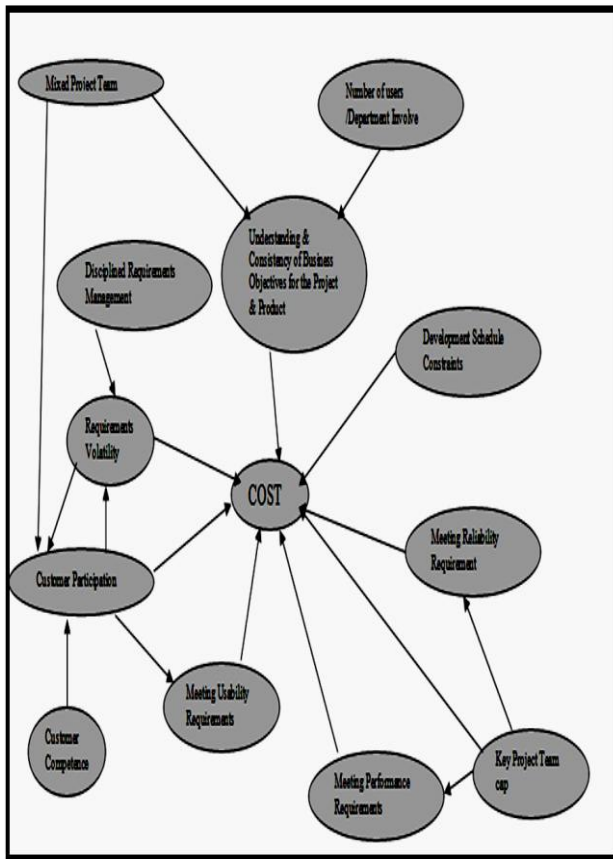 Mixed Project Team
Number of users
/Department Involve
Understanding &
Consistency of Business
Objectives for the Project
& Product
Disciplined Requirements
Management
Development Schedule
Constraints
Requirements
Volatility
COST
Meeting Reliability
Requirement
Customer Participation
Meeting Usability
Requirements
Customer
Competence
Meeting Performance
Requirements
Key Project Team
cap